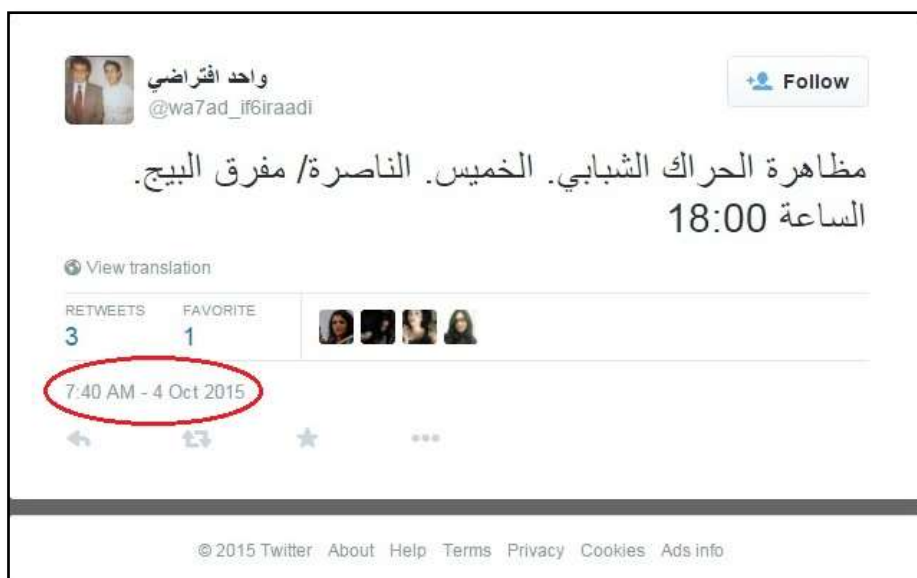 واحد افتراضي
@wa7ad_if6iraadi
Follow
مظاهرة الحراك الشبابي. الخميس. الناصرة/ مفرق البيج.
الساعة 18:00
View translation
RETWEETS FAVORITE
3 1
7:40 AM - 4 Oct 2015
© 2015 Twitter About Help Terms Privacy Cookies Ads info